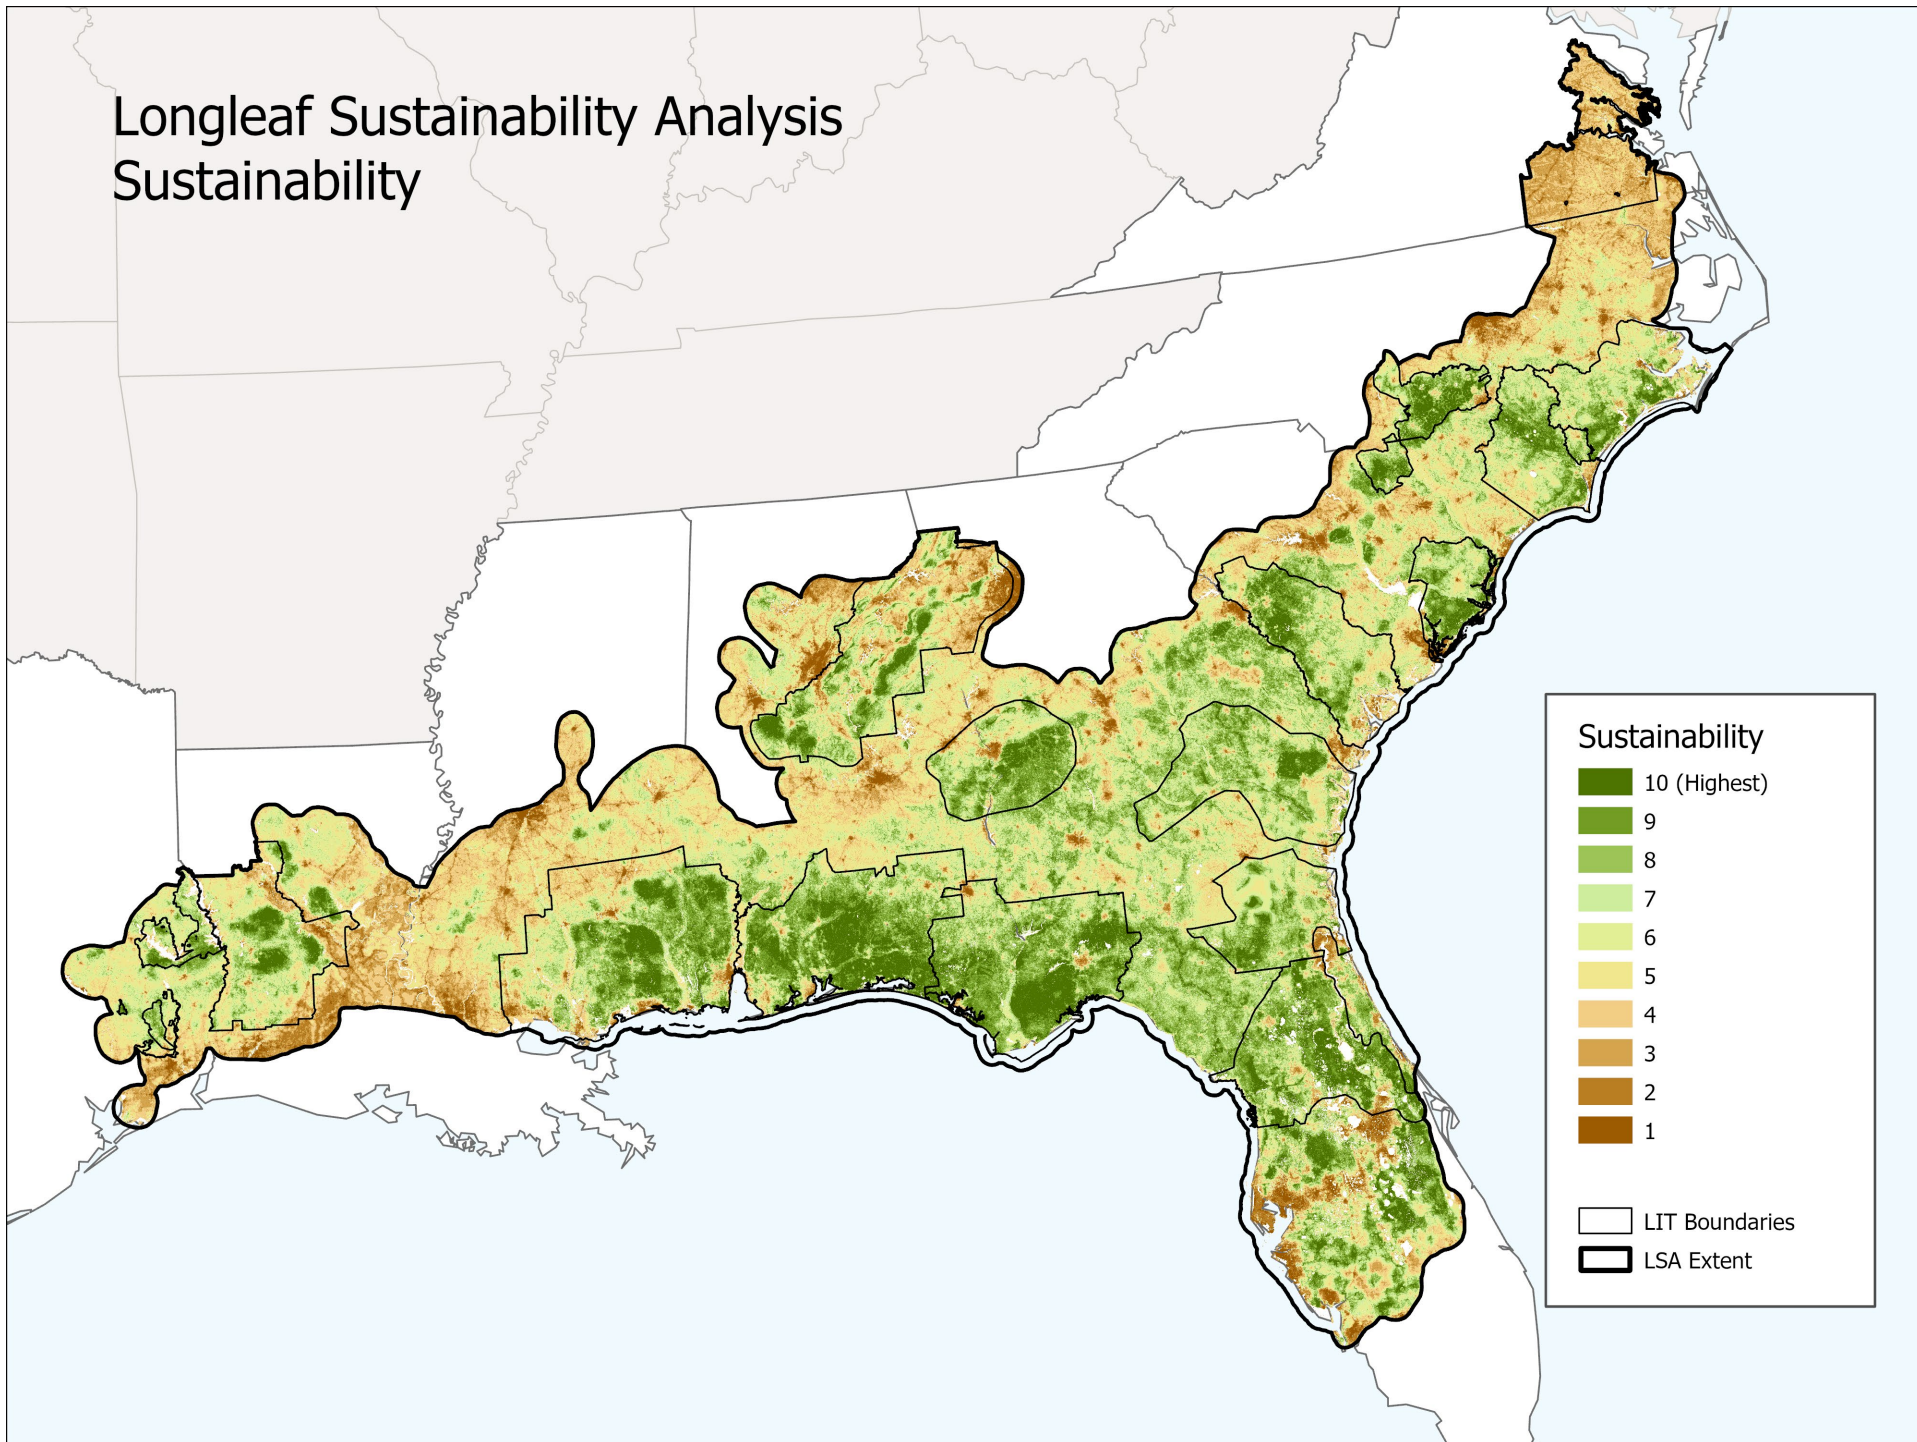 Longleaf Sustainability Analysis
Sustainability
Sustainability
10 (Highest)
9
8
7
6
5
4
3
2
1
LIT Boundaries
LSA Extent